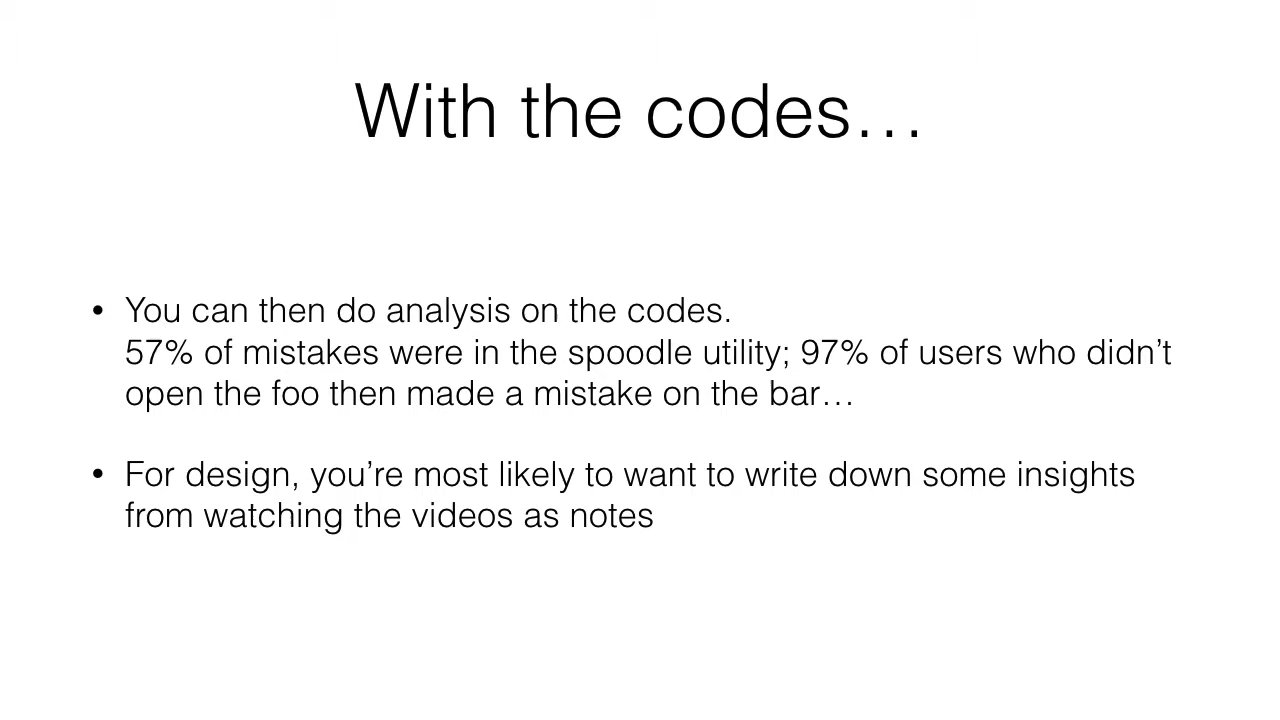 With the codes…
• You can then do analysis on the codes.
57% of mistakes were in the spoodle utility; 97% of users who didn’t
open the foo then made a mistake on the bar…
• For design, you’re most likely to want to write down some insights
from watching the videos as notes